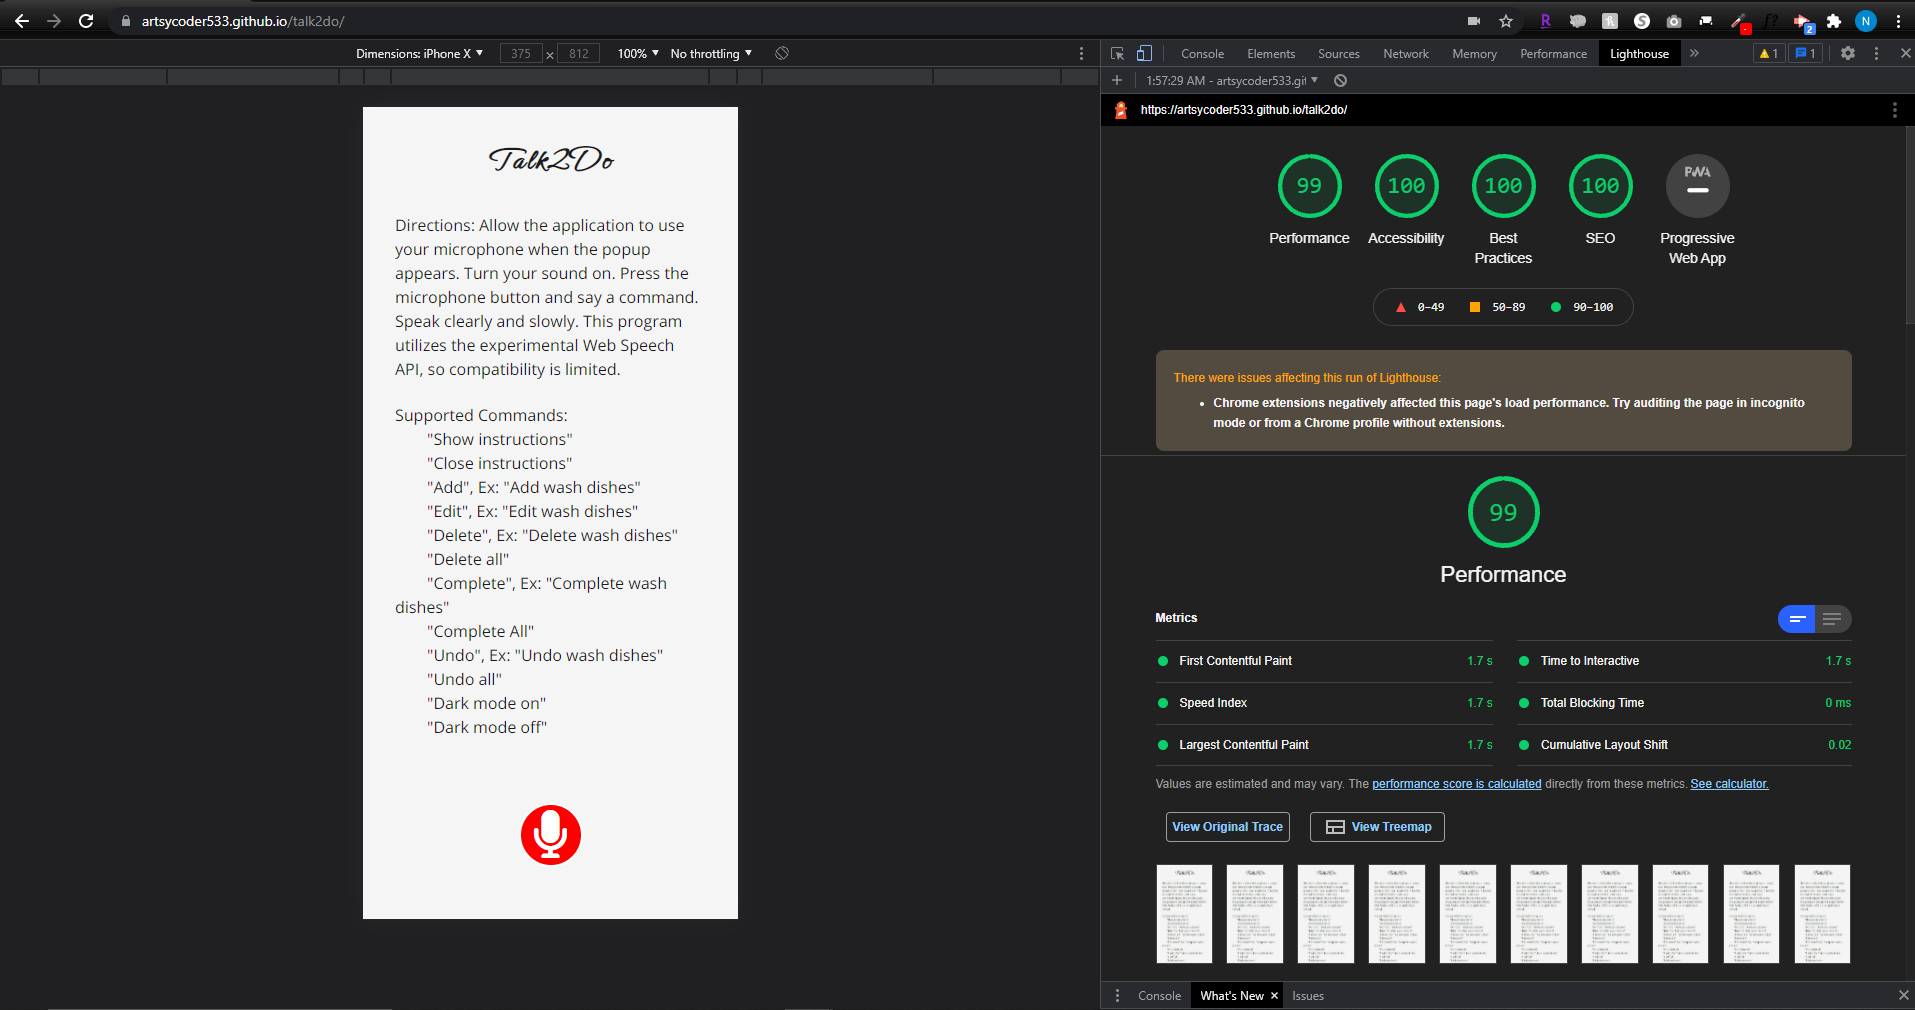 artsycoder533.github.io/talk2do/
Dimensions: iPhone X
375 × 812
100%
No throttling
Console
Elements
Sources
Network
Memory
Performance
Lighthouse
1
1
1:57:29 AM - artsycoder533.git
https://artsycoder533.github.io/talk2do/
Talk2Do
Directions: Allow the application to use
your microphone when the popup
appears. Turn your sound on. Press the
microphone button and say a command.
Speak clearly and slowly. This program
utilizes the experimental Web Speech
API, so compatibility is limited.
Supported Commands:
"Show instructions"
"Close instructions"
"Add", Ex: "Add wash dishes"
"Edit", Ex: "Edit wash dishes"
"Delete", Ex: "Delete wash dishes"
"Delete all"
"Complete", Ex: "Complete wash
dishes"
"Complete All"
"Undo", Ex: "Undo wash dishes"
"Undo all"
"Dark mode on"
"Dark mode off"
99
Performance
100
Accessibility
100
Best
Practices
100
SEO
PWA
Progressive
Web App
0–49
50–89
90–100
There were issues affecting this run of Lighthouse:
Chrome extensions negatively affected this page's load performance. Try auditing the page in incognito
mode or from a Chrome profile without extensions.
99
Performance
Metrics
First Contentful Paint 1.7 s
Time to Interactive 1.7 s
Speed Index 1.7 s
Total Blocking Time 0 ms
Largest Contentful Paint 1.7 s
Cumulative Layout Shift 0.02
Values are estimated and may vary. The performance score is calculated directly from these metrics. See calculator.
View Original Trace
View Treemap
Console
What's New
Issues